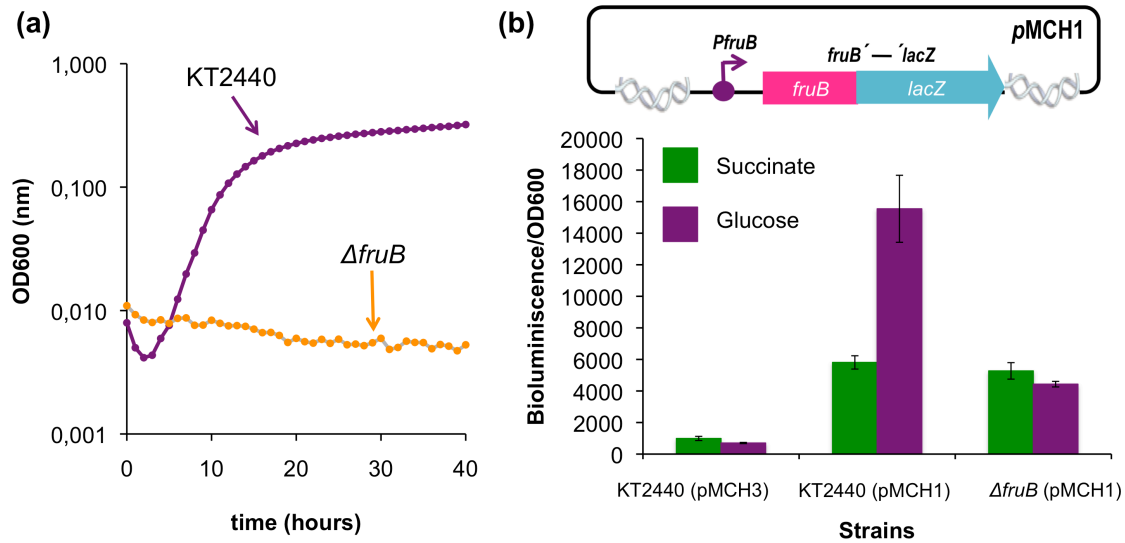 (a)
1,000
0,100
0,010
0,001
OD600 (nm)
KT2440
ΔfruB
0 10 20 30 40
time (hours)
(b)
pMCH1
PfruB
fruB´ — ´lacZ
fruB lacZ
20000
18000
16000
14000
12000
10000
8000
6000
4000
2000
0
Bioluminiscence/OD600
Succinate
Glucose
KT2440 (pMCH3) KT2440 (pMCH1) ΔfruB (pMCH1)
Strains